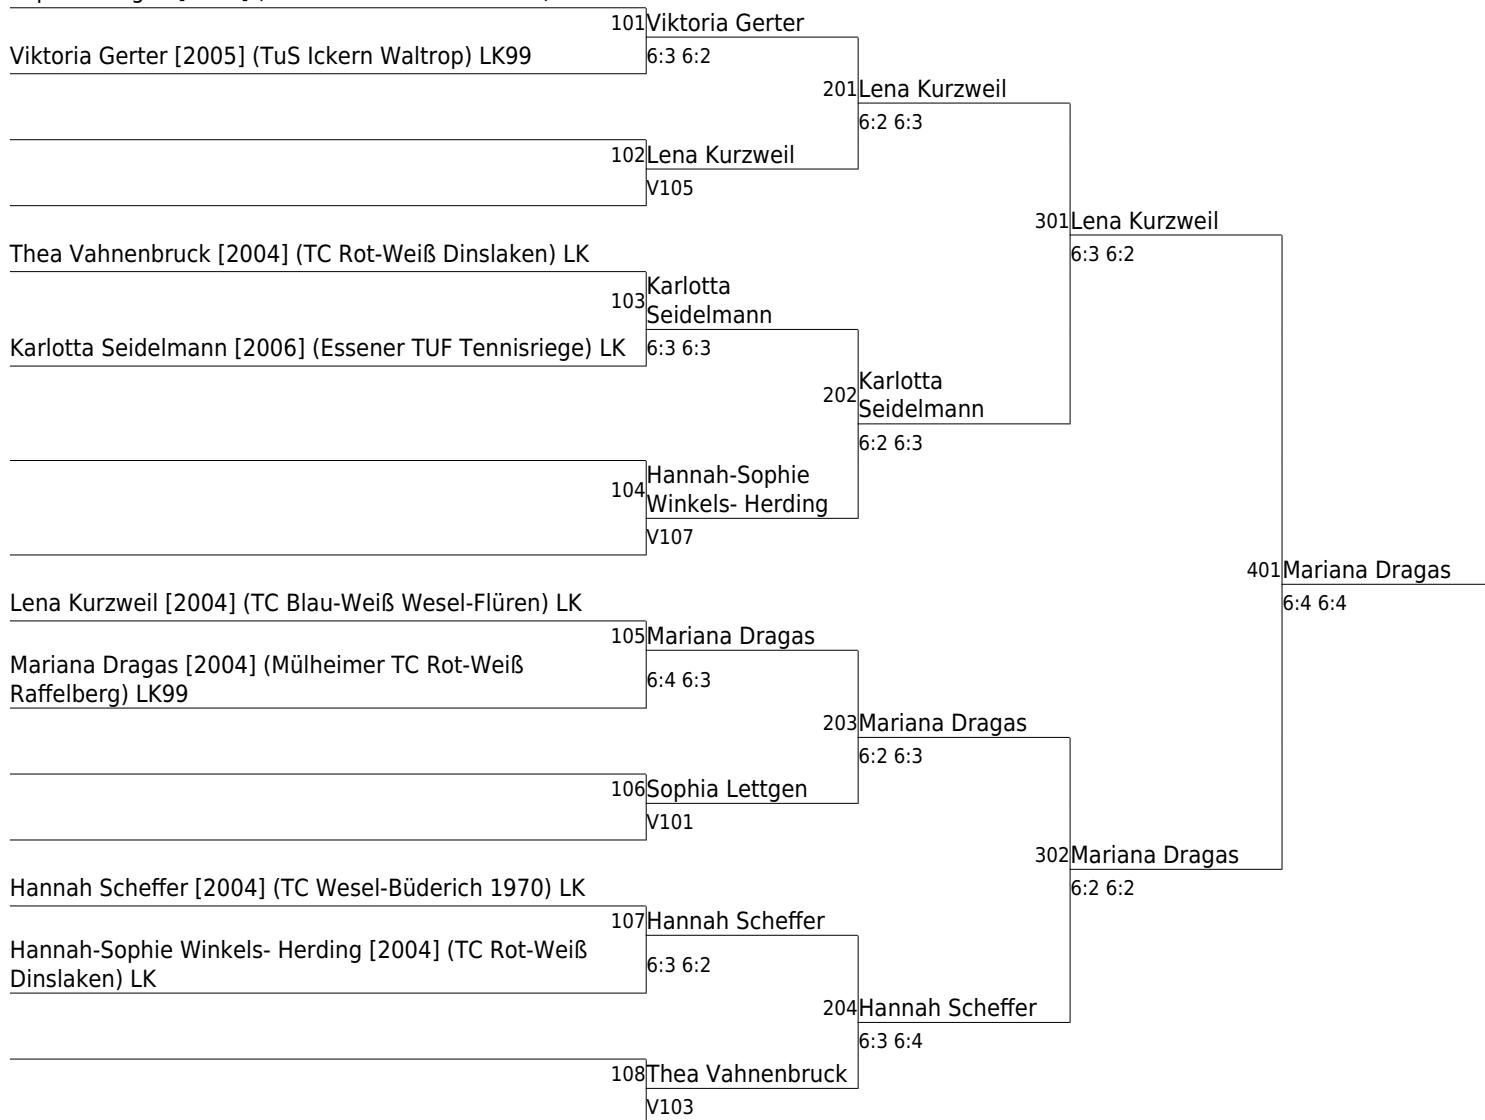 101 Viktoria Gerter
Viktoria Gerter [2005] (TuS Ickern Waltrop) LK99
6:3 6:2
201 Lena Kurzweil
6:2 6:3
102 Lena Kurzweil
V105
301 Lena Kurzweil
6:3 6:2
Thea Vahnenbruck [2004] (TC Rot-Weiß Dinslaken) LK
103 Karlotta
Seidelmann
Karlotta Seidelmann [2006] (Essener TUF Tennisriege) LK
6:3 6:3
202 Karlotta
Seidelmann
6:2 6:3
104 Hannah-Sophie
Winkels- Herding
V107
401 Mariana Dragas
6:4 6:4
Lena Kurzweil [2004] (TC Blau-Weiß Wesel-Flüren) LK
105 Mariana Dragas
Mariana Dragas [2004] (Mülheimer TC Rot-Weiß
Raffelberg) LK99
6:4 6:3
203 Mariana Dragas
6:2 6:3
106 Sophia Lettgen
V101
302 Mariana Dragas
6:2 6:2
Hannah Scheffer [2004] (TC Wesel-Büderich 1970) LK
107 Hannah Scheffer
Hannah-Sophie Winkels- Herding [2004] (TC Rot-Weiß
Dinslaken) LK
6:3 6:2
204 Hannah Scheffer
6:3 6:4
108 Thea Vahnenbruck
V103